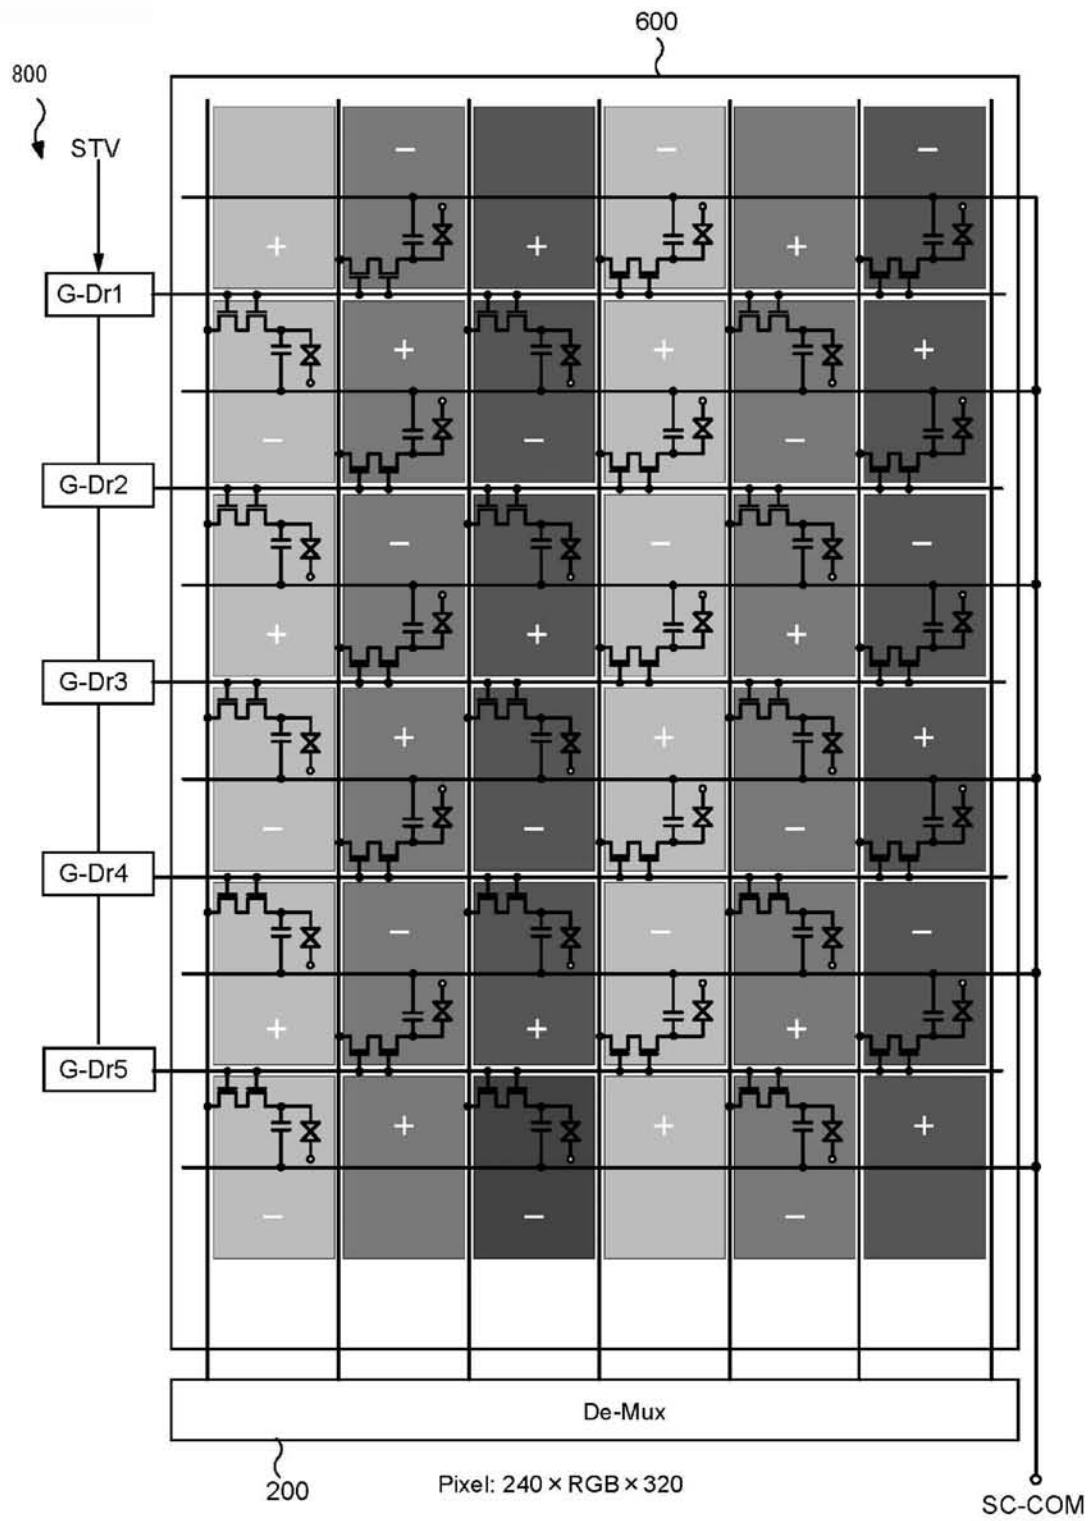 600
800
STV
− − −
+ + +
G-Dr1
+ + +
− − −
G-Dr2
− − −
+ + +
G-Dr3
+ + +
− − −
G-Dr4
− − −
+ + +
G-Dr5
+ + +
− − −
De-Mux
200
Pixel: 240 × RGB × 320
SC-COM